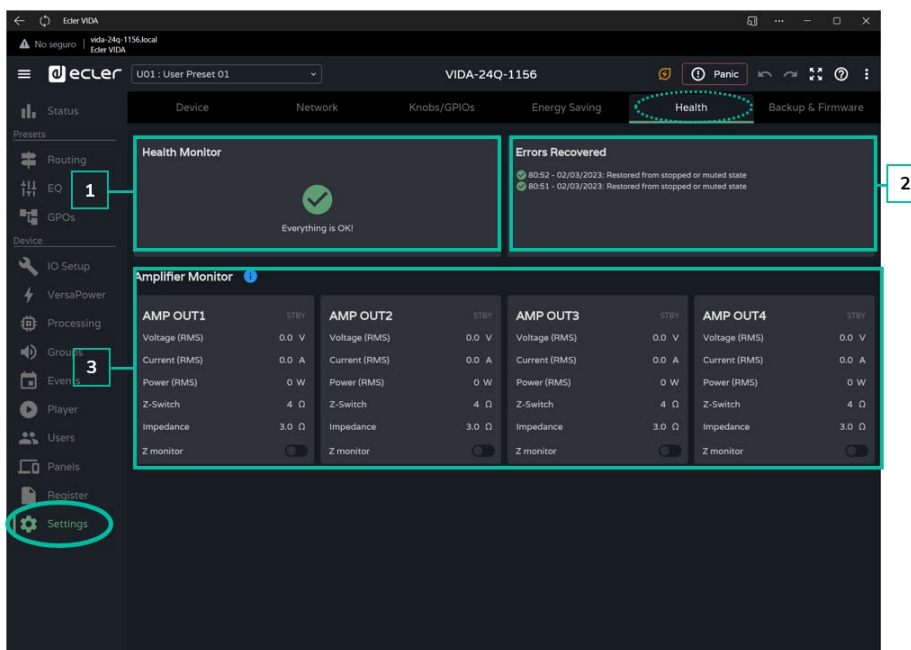 Ecler VIDA
No seguro
vida-24q-1156.local
Ecler VIDA
ecler
U01 : User Preset 01
VIDA-24Q-1156
Panic
Status
Presets
Routing
EQ
GPOs
Device
IO Setup
VersaPower
Processing
Groups
Events
Player
Users
Panels
Register
Settings
Device
Network
Knobs/GPIOs
Energy Saving
Health
Backup & Firmware
1
Health Monitor
Everything is OK!
2
Errors Recovered
80:52 - 02/03/2023: Restored from stopped or muted state
80:51 - 02/03/2023: Restored from stopped or muted state
3
Amplifier Monitor
AMP OUT1 STBY
Voltage (RMS) 0.0 V
Current (RMS) 0.0 A
Power (RMS) 0 W
Z-Switch 4 Ω
Impedance 3.0 Ω
Z monitor
AMP OUT2 STBY
Voltage (RMS) 0.0 V
Current (RMS) 0.0 A
Power (RMS) 0 W
Z-Switch 4 Ω
Impedance 3.0 Ω
Z monitor
AMP OUT3 STBY
Voltage (RMS) 0.0 V
Current (RMS) 0.0 A
Power (RMS) 0 W
Z-Switch 4 Ω
Impedance 3.0 Ω
Z monitor
AMP OUT4 STBY
Voltage (RMS) 0.0 V
Current (RMS) 0.0 A
Power (RMS) 0 W
Z-Switch 4 Ω
Impedance 3.0 Ω
Z monitor